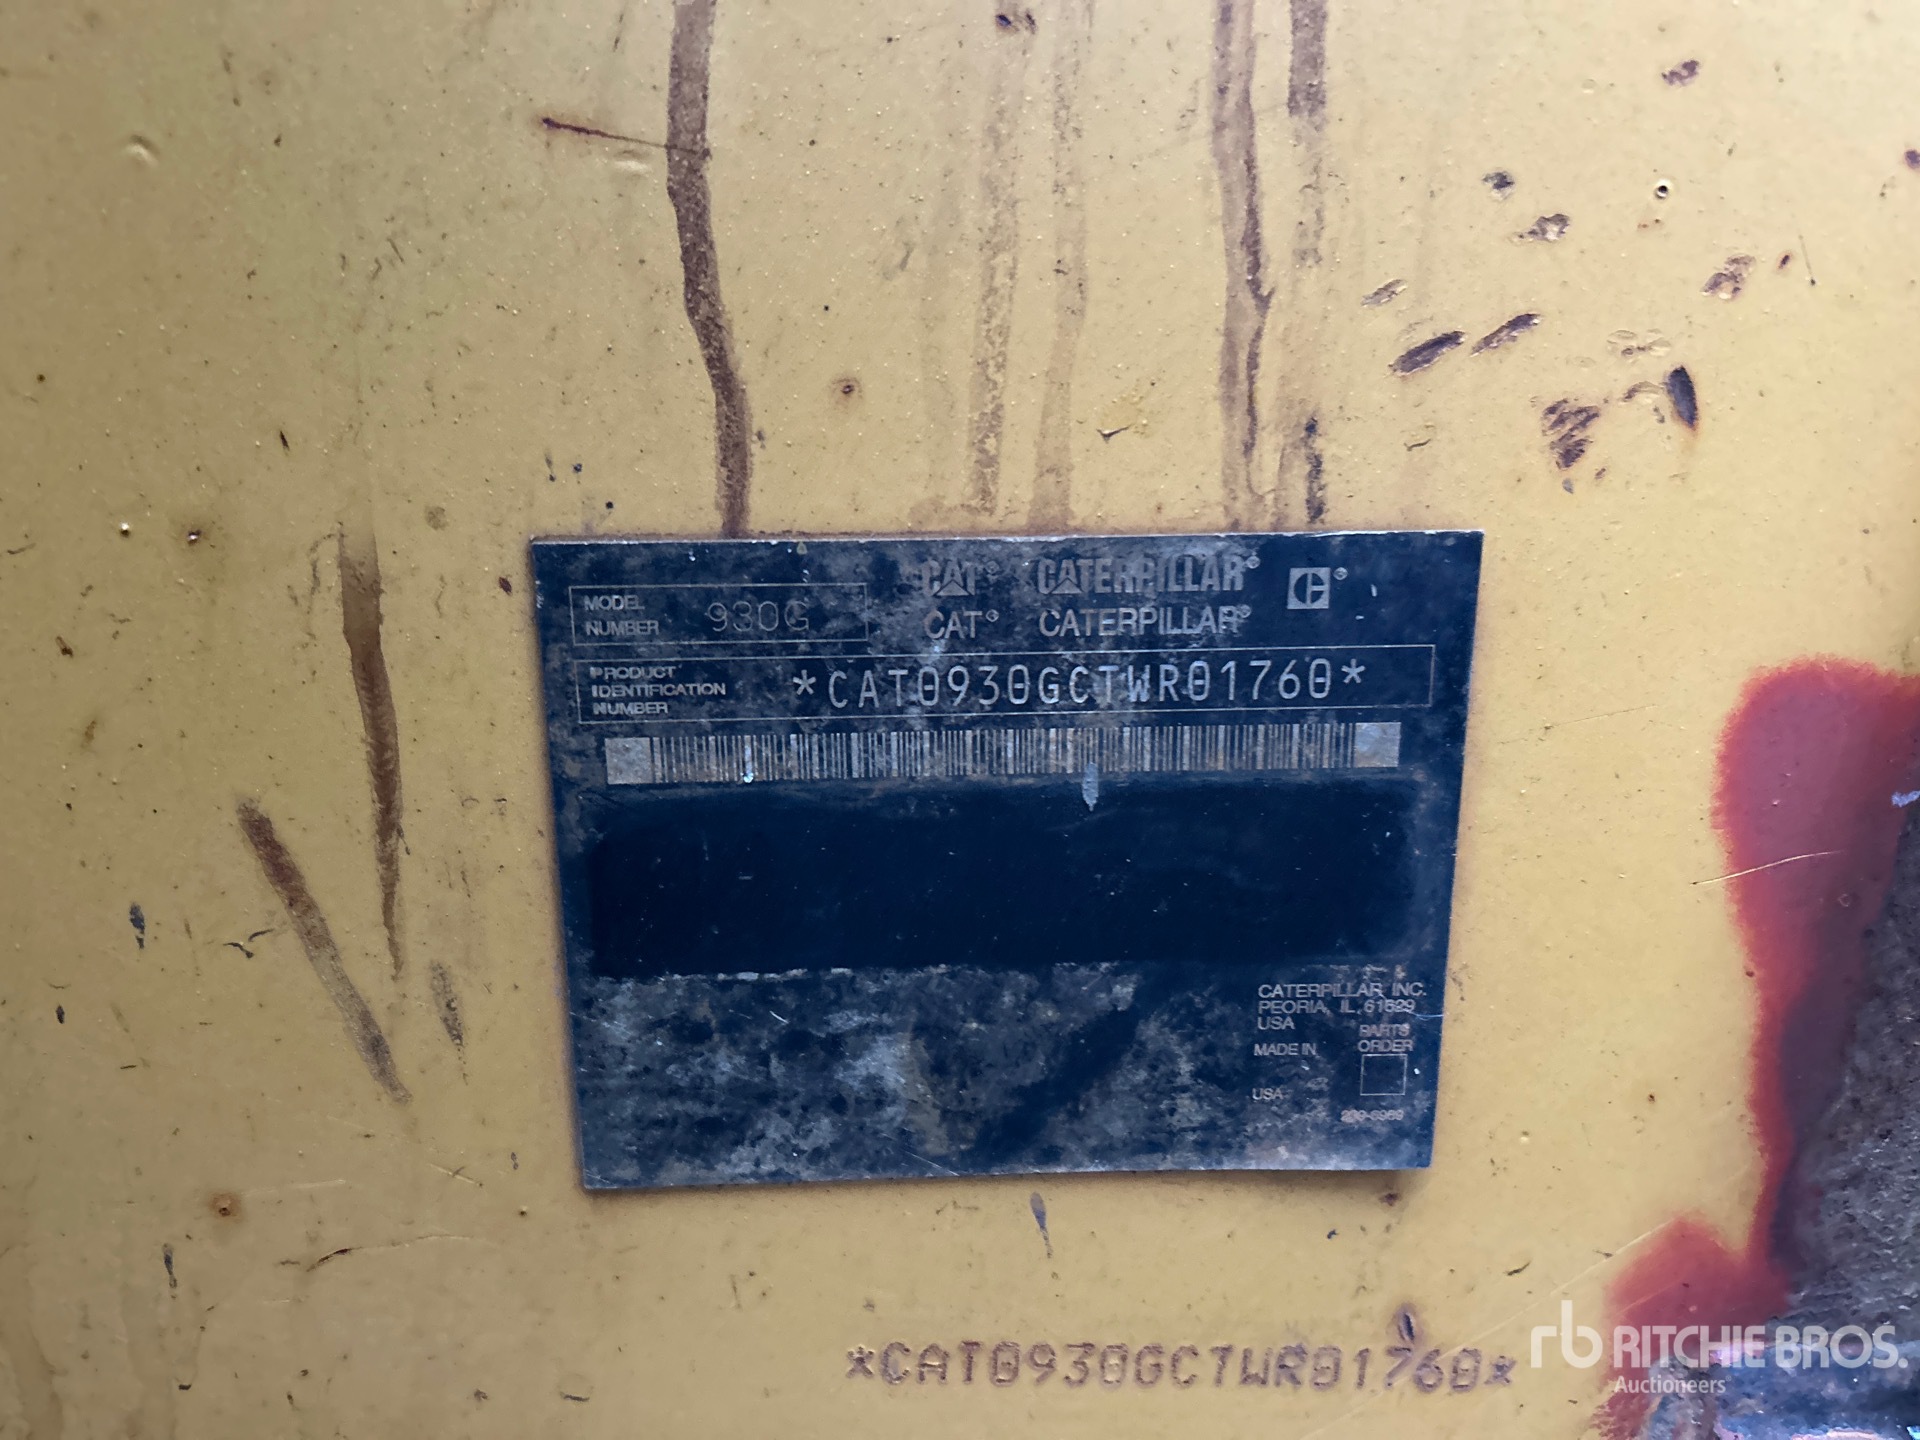 MODEL NUMBER 930G
CAT® CATERPILLAR® C®
CAT® CATERPILLAR®
PRODUCT IDENTIFICATION NUMBER *CAT0930GCTWR01760*
CATERPILLAR INC.
PEORIA, IL, 61629
USA
PARTS
MADE IN ORDER
USA
*CAT0930GCTWR01760*
rb RITCHIE BROS.
Auctioneers